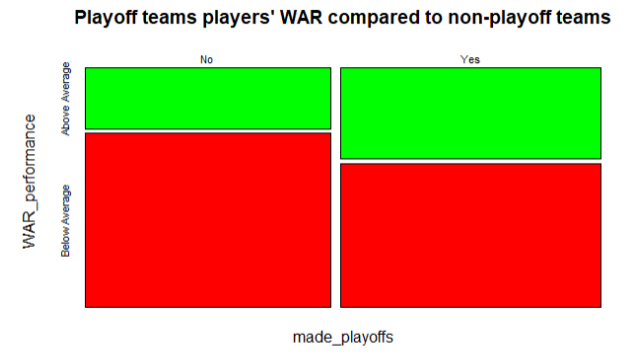 Playoff teams players' WAR compared to non-playoff teams
No
Yes
Above Average
Below Average
WAR_performance
made_playoffs